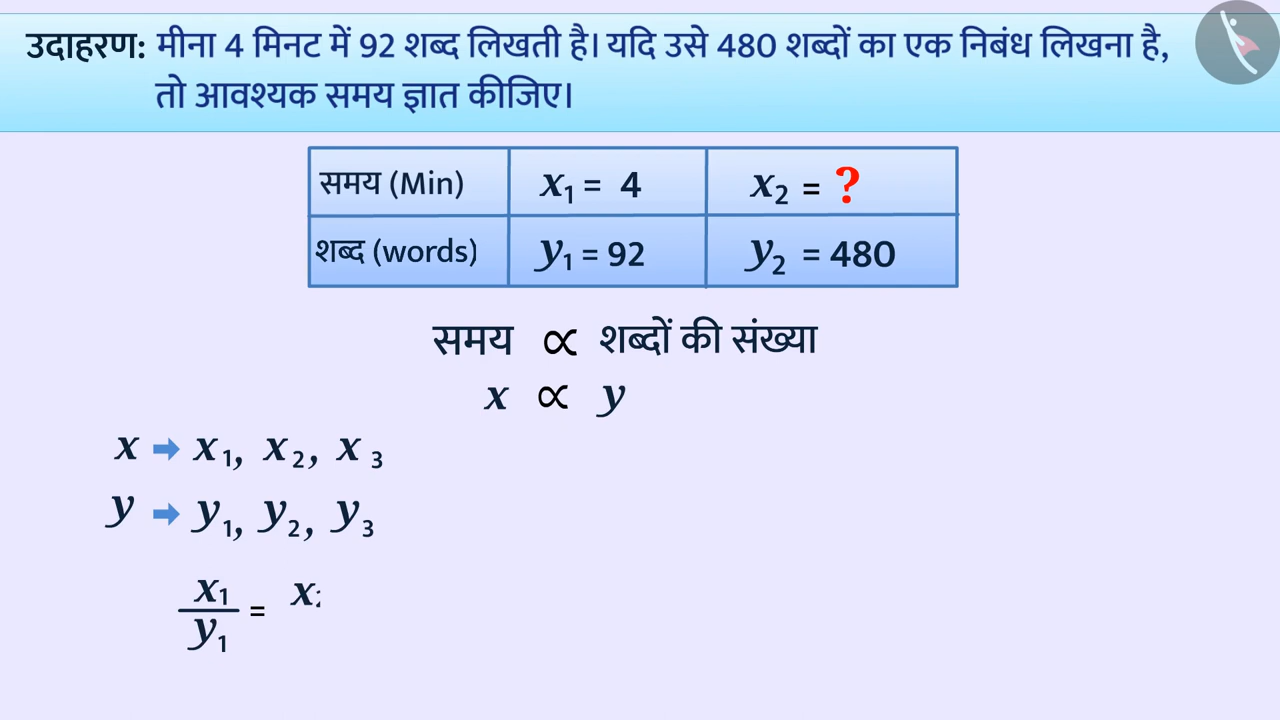 उदाहरण: मीना 4 मिनट में 92 शब्द लिखती है। यदि उसे 480 शब्दों का एक निबंध लिखना है,
तो आवश्यक समय ज्ञात कीजिए।
समय (Min) x₁ = 4 x₂ = ?
शब्द (words) y₁ = 92 y₂ = 480
समय ∝ शब्दों की संख्या
x ∝ y
x ➡ x₁, x₂, x₃
y ➡ y₁, y₂, y₃
x₁/y₁ = x₂